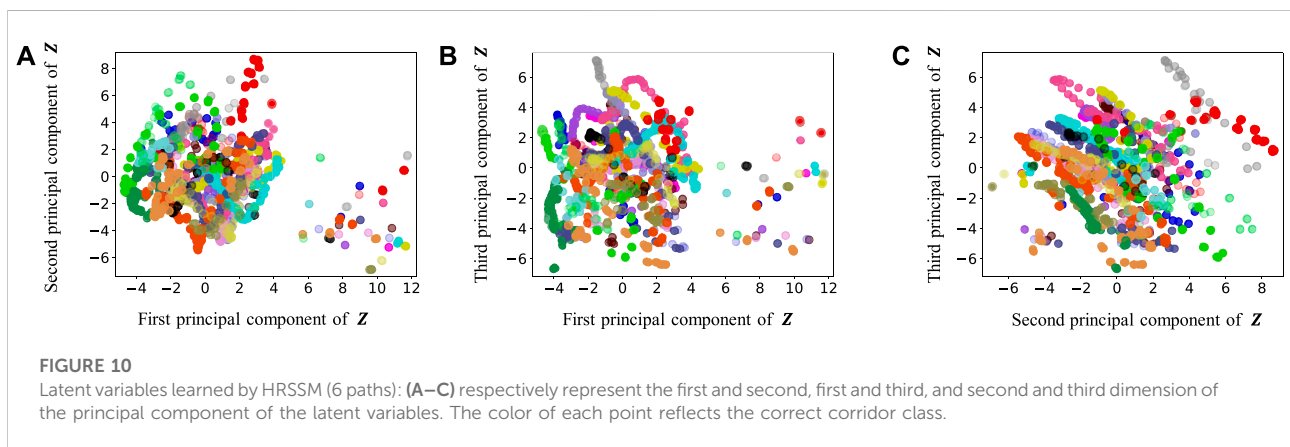 A
Second principal component of Z
8
6
4
2
0
−2
−4
−6
−4 −2 0 2 4 6 8 10 12
First principal component of Z
B
Third principal component of Z
6
4
2
0
−2
−4
−6
−4 −2 0 2 4 6 8 10 12
First principal component of Z
C
Third principal component of Z
6
4
2
0
−2
−4
−6
−6 −4 −2 0 2 4 6 8
Second principal component of Z
FIGURE 10
Latent variables learned by HRSSM (6 paths): (A–C) respectively represent the first and second, first and third, and second and third dimension of
the principal component of the latent variables. The color of each point reflects the correct corridor class.